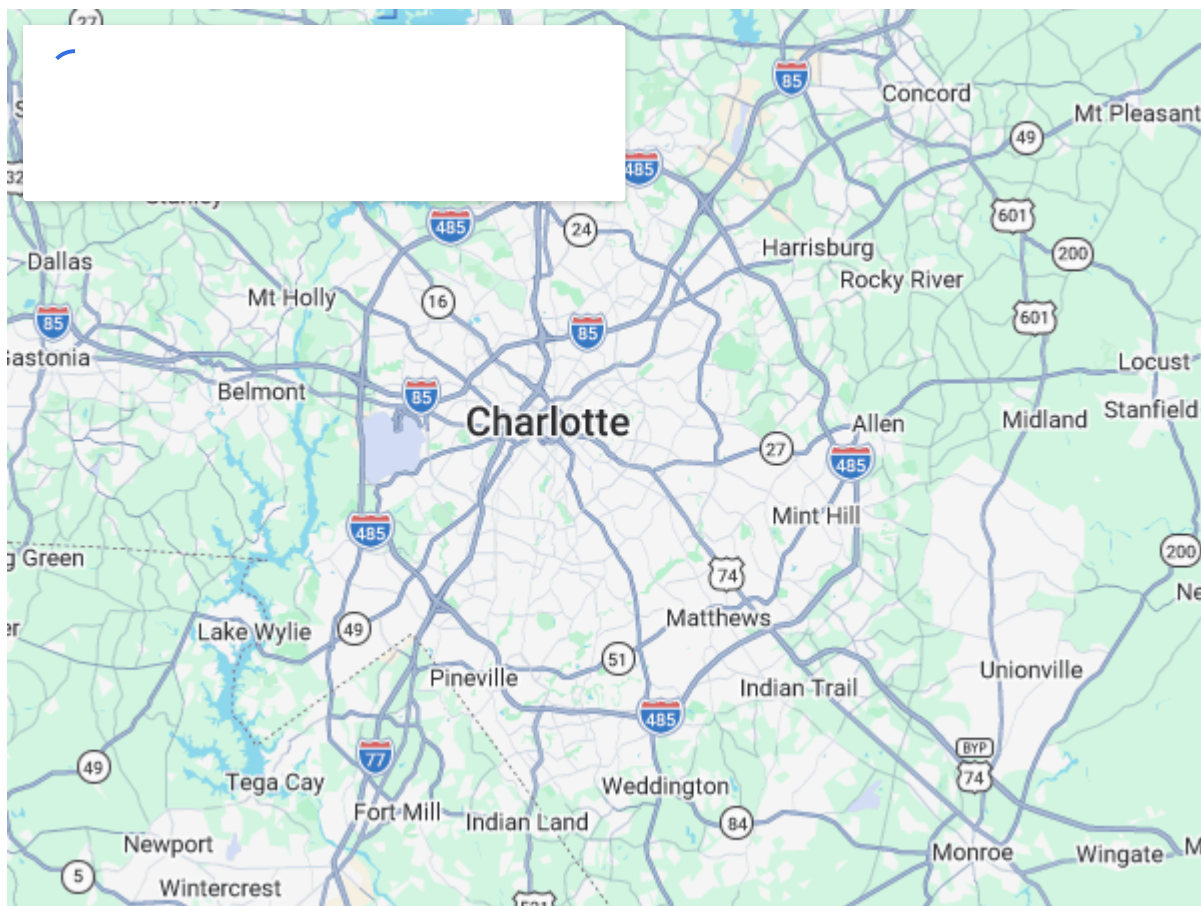 27
Concord
85
Mt Pleasant
49
485
601
485
24
Harrisburg
200
Dallas
Rocky River
Mt Holly
16
601
85
85
Gastonia
Locust
Belmont
85
Stanfield
Charlotte
Allen
Midland
27
485
Mint Hill
485
200
Green
74
Matthews
Lake Wylie
49
51
Pineville
Unionville
Indian Trail
485
BYP
74
77
49
Tega Cay
Weddington
Fort Mill
Indian Land
84
Newport
Monroe
Wingate
5
Wintercrest